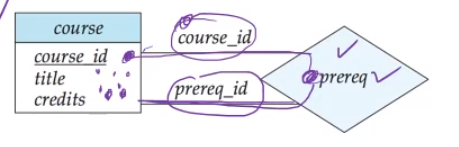 course
course_id
title
credits
course_id
prereq_id
prereq